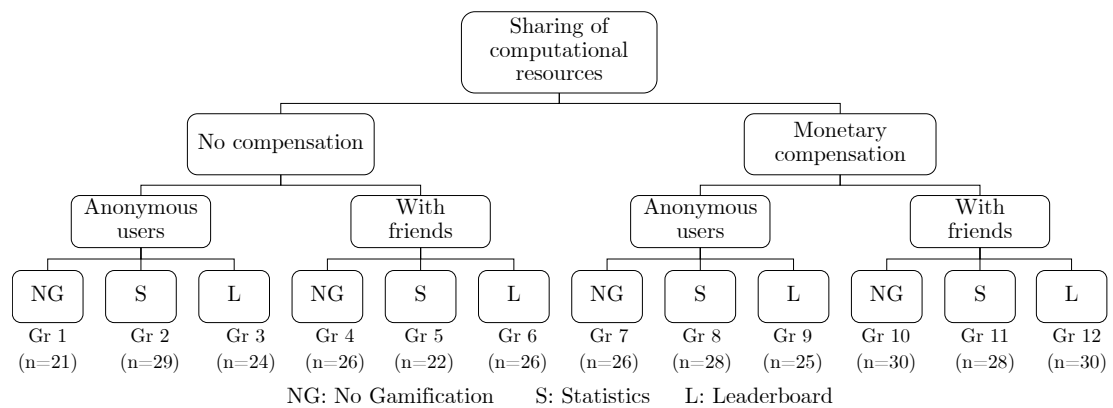 Sharing of
computational
resources
No compensation
Monetary
compensation
Anonymous
users
With
friends
Anonymous
users
With
friends
NG
S
L
NG
S
L
NG
S
L
NG
S
L
Gr 1
(n=21)
Gr 2
(n=29)
Gr 3
(n=24)
Gr 4
(n=26)
Gr 5
(n=22)
Gr 6
(n=26)
Gr 7
(n=26)
Gr 8
(n=28)
Gr 9
(n=25)
Gr 10
(n=30)
Gr 11
(n=28)
Gr 12
(n=30)
NG: No Gamification S: Statistics L: Leaderboard